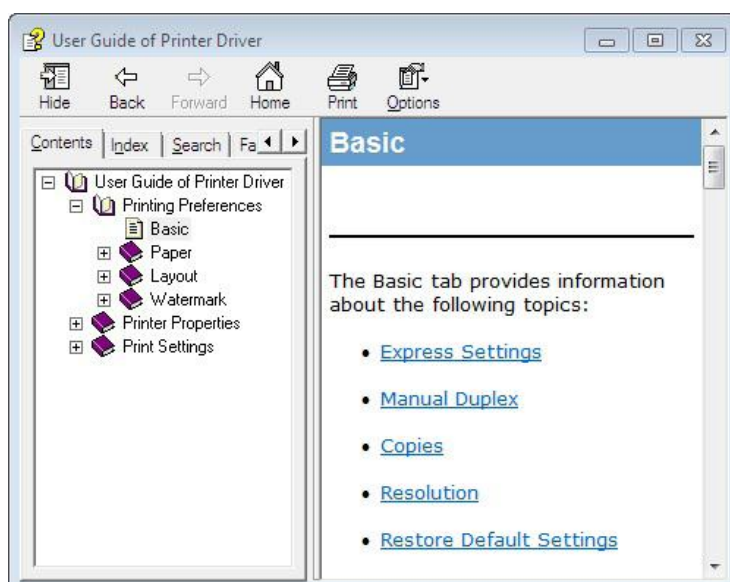 User Guide of Printer Driver
Hide Back Forward Home Print Options
Contents Index Search Fa
User Guide of Printer Driver
Printing Preferences
Basic
Paper
Layout
Watermark
Printer Properties
Print Settings
Basic
The Basic tab provides information
about the following topics:
• Express Settings
• Manual Duplex
• Copies
• Resolution
• Restore Default Settings